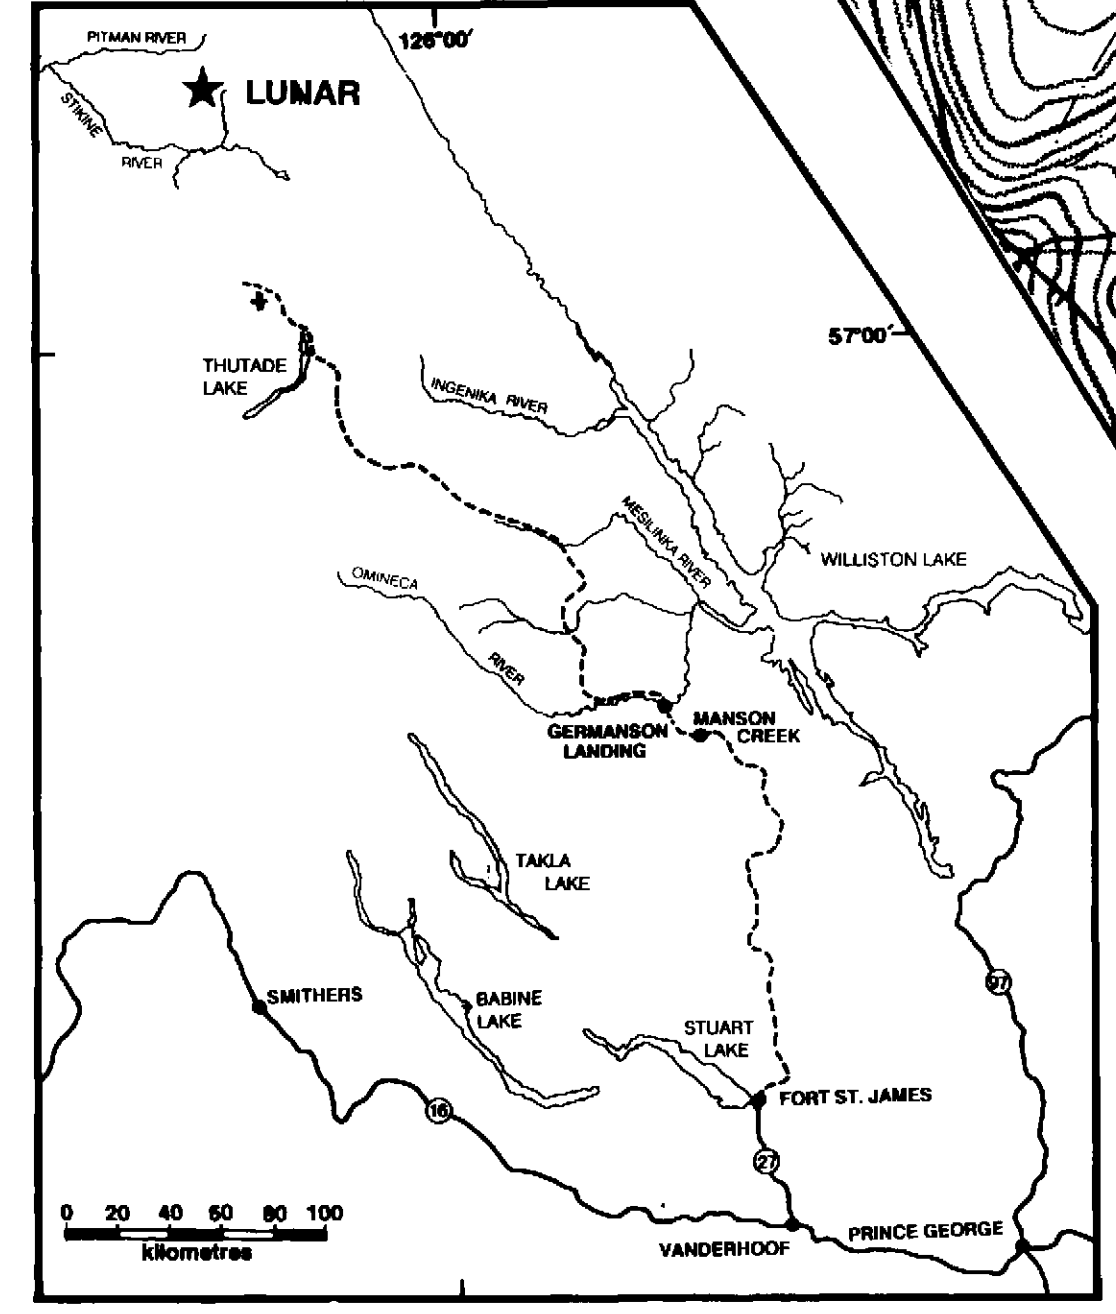 PITMAN RIVER
126°00′
LUNAR
STIKINE
RIVER
57°00′
THUTADE
LAKE
INGENIKA RIVER
MESILINKA RIVER
WILLISTON LAKE
OMINECA
RIVER
GERMANSON
LANDING
MANSON
CREEK
TAKLA
LAKE
SMITHERS
BABINE
LAKE
97
STUART
LAKE
FORT ST. JAMES
16
27
0 20 40 60 80 100
kilometres
VANDERHOOF
PRINCE GEORGE